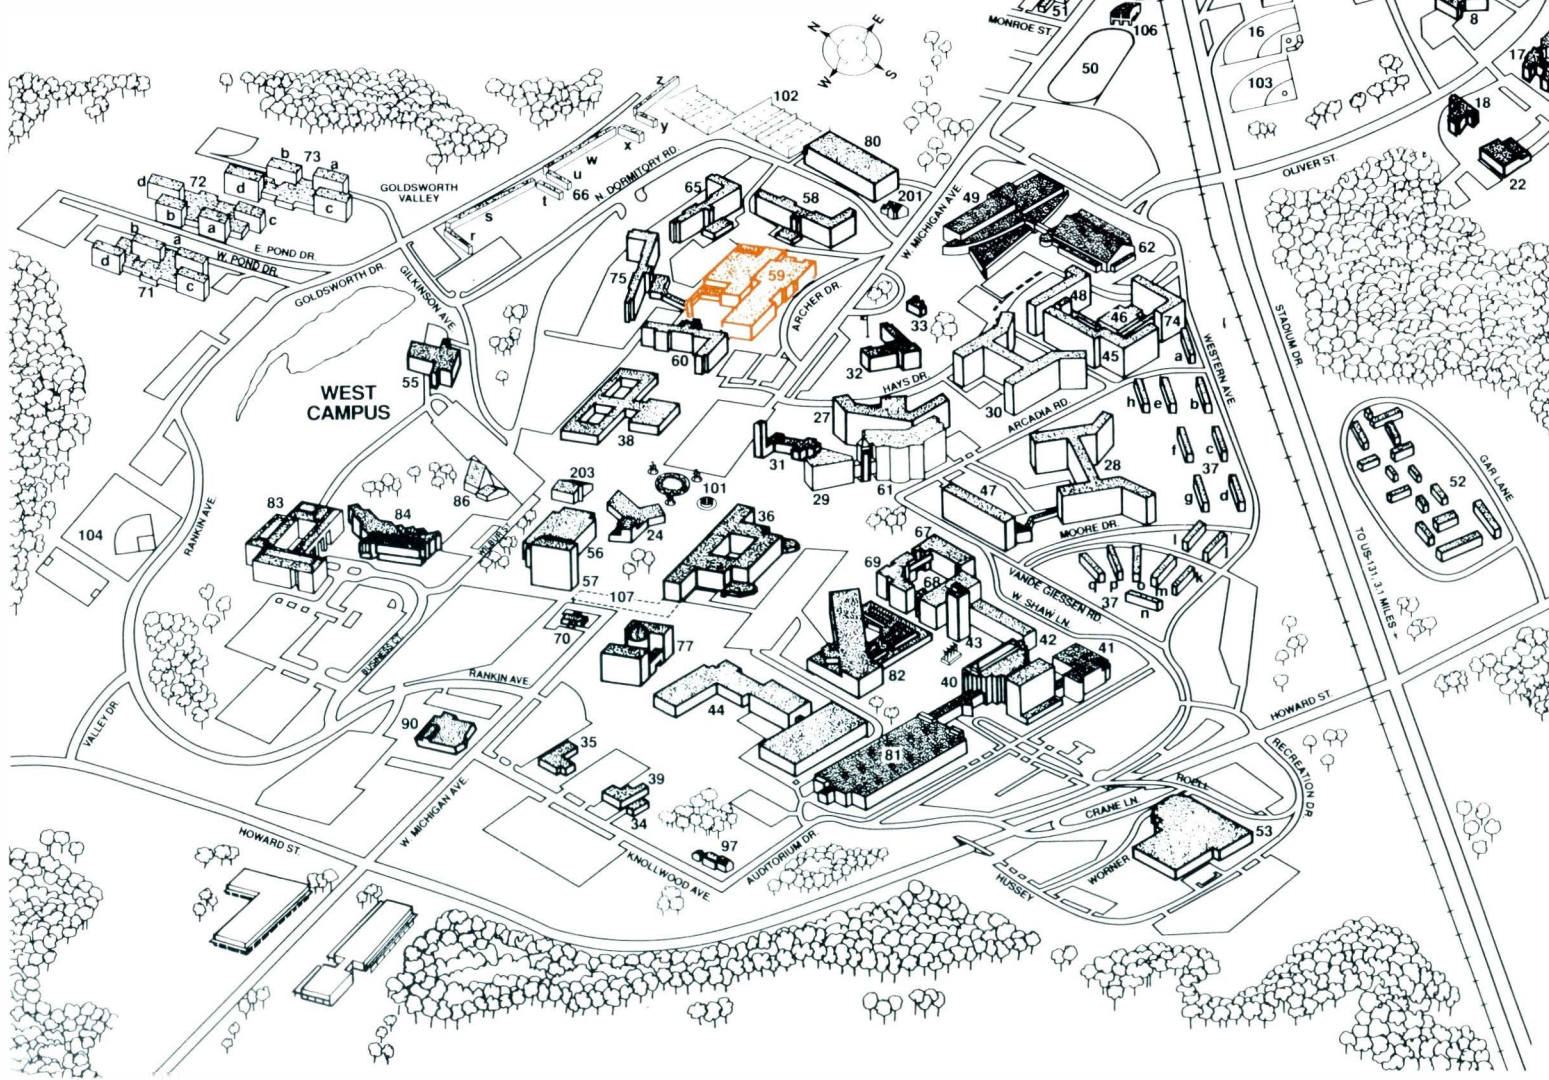 N
E
W
S
MONROE ST.
51
106
8
16
50
103
17
18
22
OLIVER ST.
Z
102
y
x
w
u
t
66
s
r
N. DORMITORY RD.
80
201
b
73
a
d
d
72
b
a
c
c
GOLDSWORTH
VALLEY
E. POND DR.
W. POND DR.
b
a
d
c
71
GOLDSWORTH DR.
GILKINSON AVE.
65
58
59
75
60
W. MICHIGAN AVE.
49
62
ARCHER DR.
1
33
32
HAYS DR.
48
46
74
45
30
a
WESTERN AVE.
STADIUM DR.
ARCADIA RD.
h
e
b
f
c
37
g
d
55
WEST
CAMPUS
38
27
31
29
61
28
47
MOORE DR.
52
GAR LANE
TO US-131, 3.1 MILES
86
203
101
83
84
24
56
57
36
104
RANKIN AVE.
67
69
68
VANDE GIESSEN RD.
W. SHAW LN.
l
j
k
q
p
o
m
37
n
107
70
77
BUSINESS CT.
RANKIN AVE.
43
42
41
40
82
HOWARD ST.
VALLEY DR.
90
44
81
35
39
34
97
RECREATION DR.
ROELL
CRANE LN.
53
WORNER
HUSSEY
HOWARD ST.
W. MICHIGAN AVE.
KNOLLWOOD AVE.
AUDITORIUM DR.